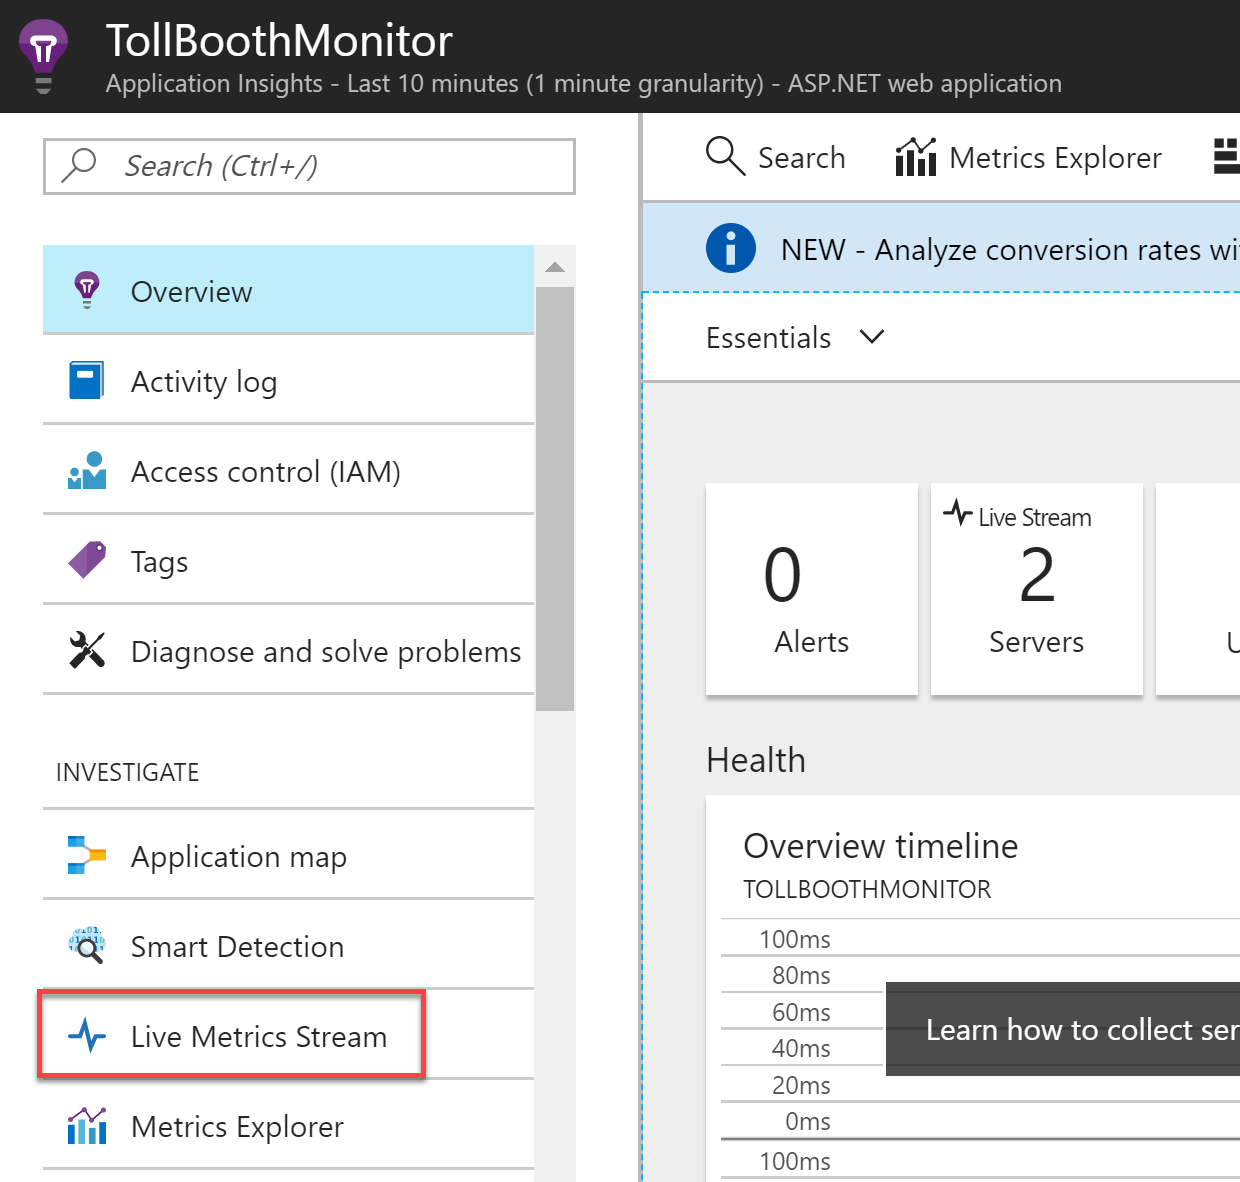 TollBoothMonitor
Application Insights - Last 10 minutes (1 minute granularity) - ASP.NET web application
Search (Ctrl+/)
Overview
Activity log
Access control (IAM)
Tags
Diagnose and solve problems
INVESTIGATE
Application map
Smart Detection
Live Metrics Stream
Metrics Explorer
Search
Metrics Explorer
NEW - Analyze conversion rates wi
Essentials
0
Alerts
Live Stream
2
Servers
U
Health
Overview timeline
TOLLBOOTHMONITOR
100ms
80ms
60ms
40ms
20ms
0ms
100ms
Learn how to collect ser